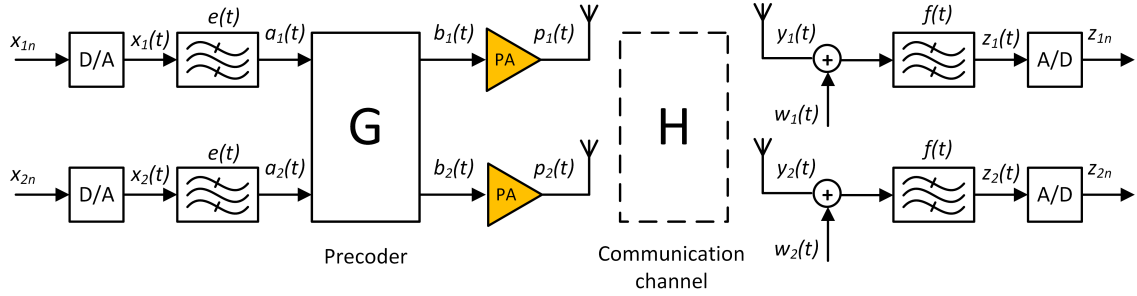 e(t)
f(t)
x1n
x1(t)
a1(t)
b1(t)
p1(t)
y1(t)
z1(t)
z1n
D/A
PA
+
A/D
w1(t)
G
H
e(t)
f(t)
x2n
x2(t)
a2(t)
b2(t)
p2(t)
y2(t)
z2(t)
z2n
D/A
PA
+
A/D
w2(t)
Precoder
Communication
channel